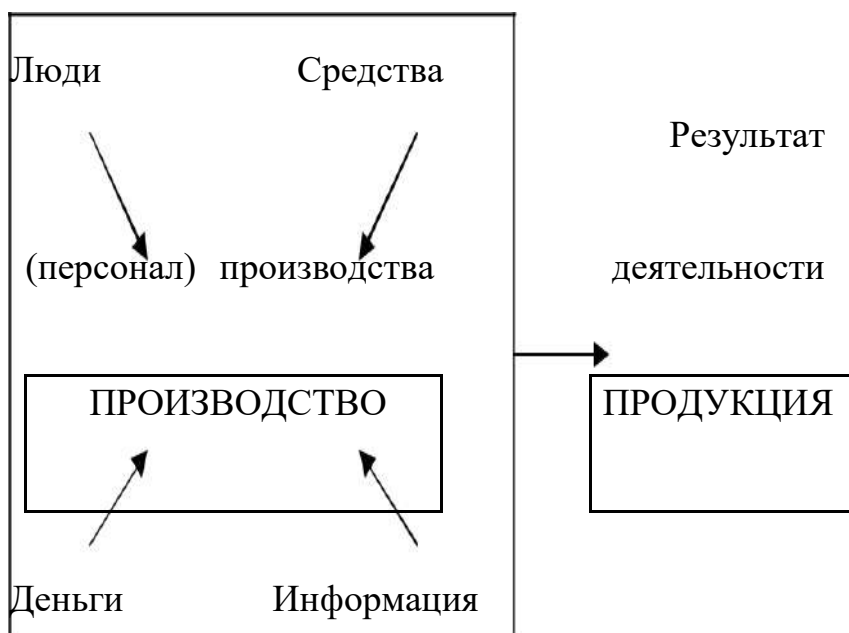 Люди Средства
Результат
(персонал) производства деятельности
ПРОИЗВОДСТВО ПРОДУКЦИЯ
Деньги Информация